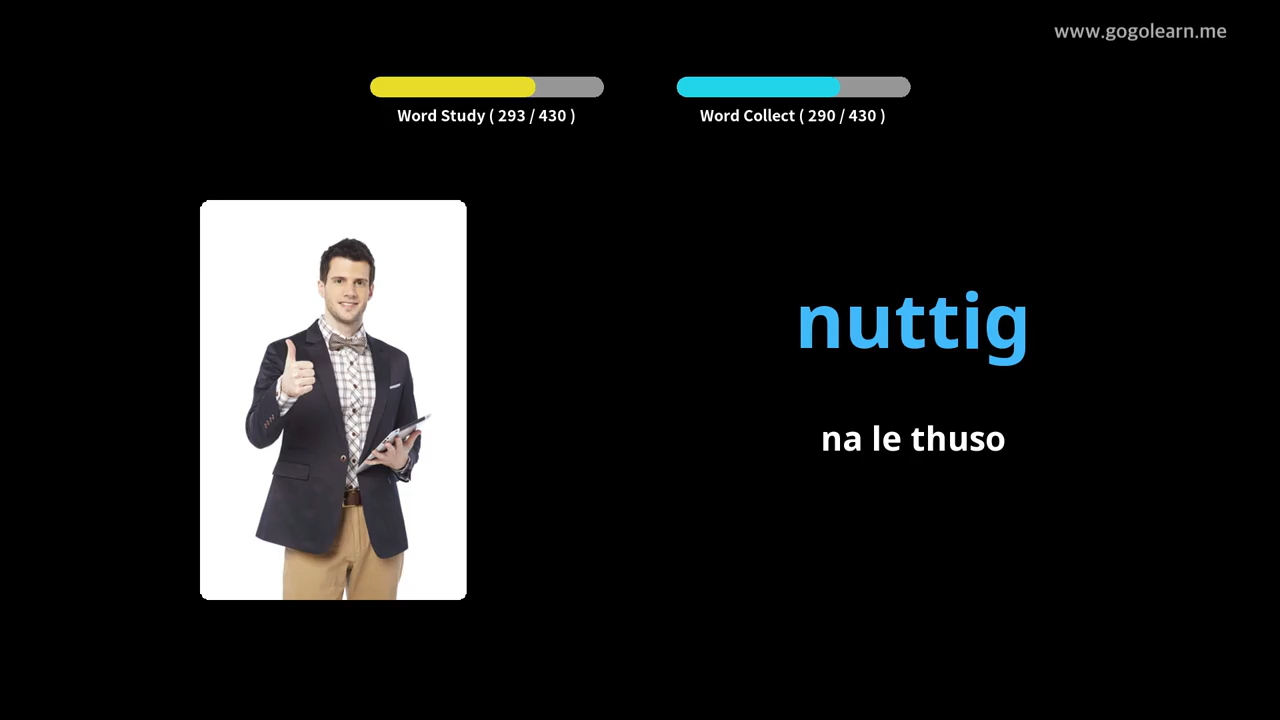 www.gogolearn.me
Word Study ( 293 / 430 )
Word Collect ( 290 / 430 )
nuttig
na le thuso